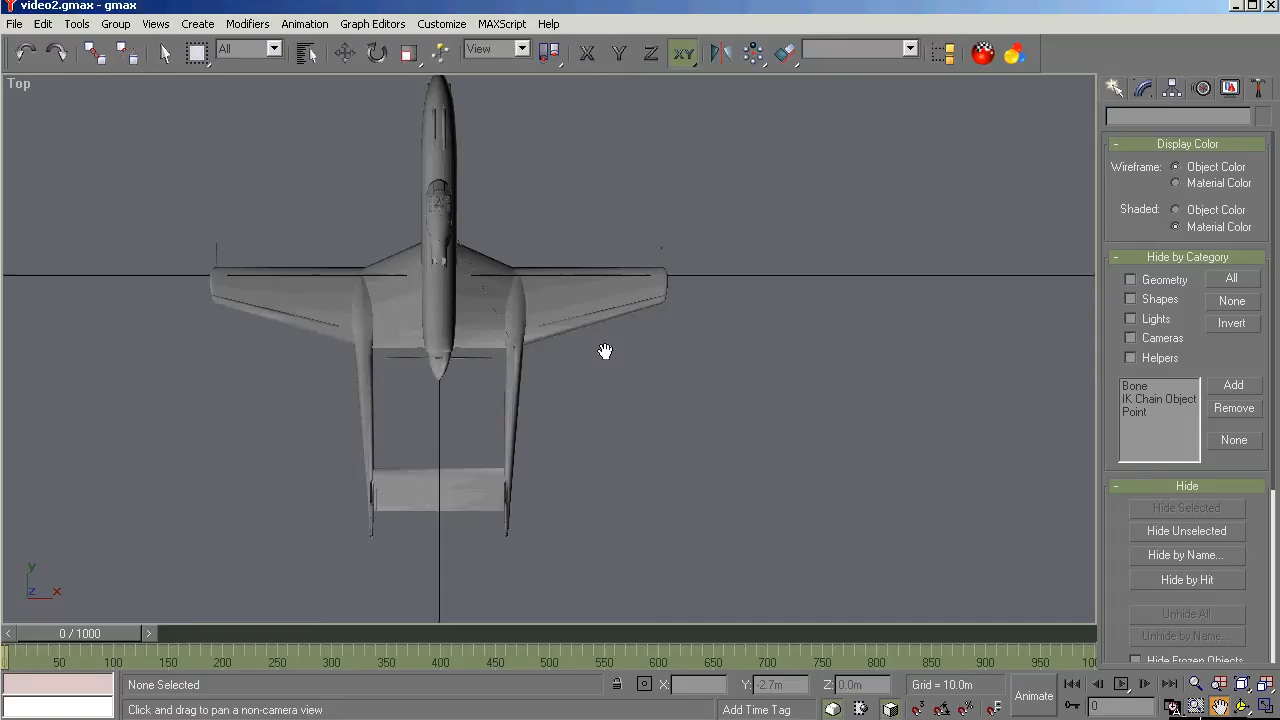 video2.gmax - gmax
File Edit Tools Group Views Create Modifiers Animation Graph Editors Customize MAXScript Help
All View X Y Z XY
Top
Display Color
Wireframe: Object Color
Material Color
Shaded: Object Color
Material Color
Hide by Category
Geometry All
Shapes None
Lights Invert
Cameras
Helpers
Bone Add
IK Chain Object
Point Remove
None
Hide
Hide Selected
Hide Unselected
Hide by Name...
Hide by Hit
Unhide All
Unhide by Name...
Hide Frozen Objects
y
z x
0 / 1000
50 100 150 200 250 300 350 400 450 500 550 600 650 700 750 800 850 900 950
None Selected X: Y: -2.7m Z: 0.0m Grid = 10.0m Animate
Click and drag to pan a non-camera view Add Time Tag 0